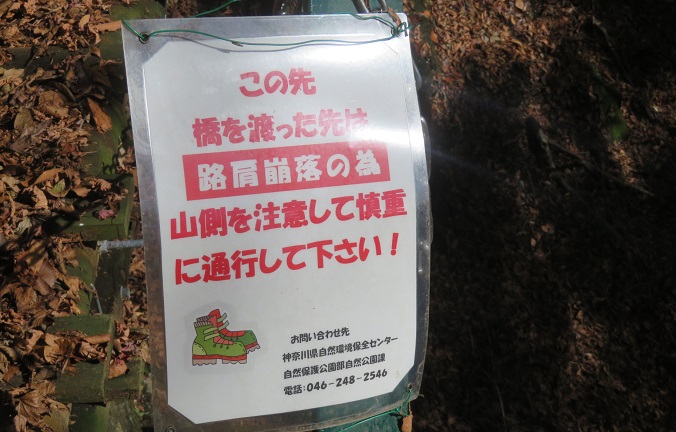 この先
橋を渡った先は
路肩崩落の為
山側を注意して慎重
に通行して下さい！
お問い合わせ先
神奈川県自然環境保全センター
自然保護公園部自然公園課
電話：046－248－2546